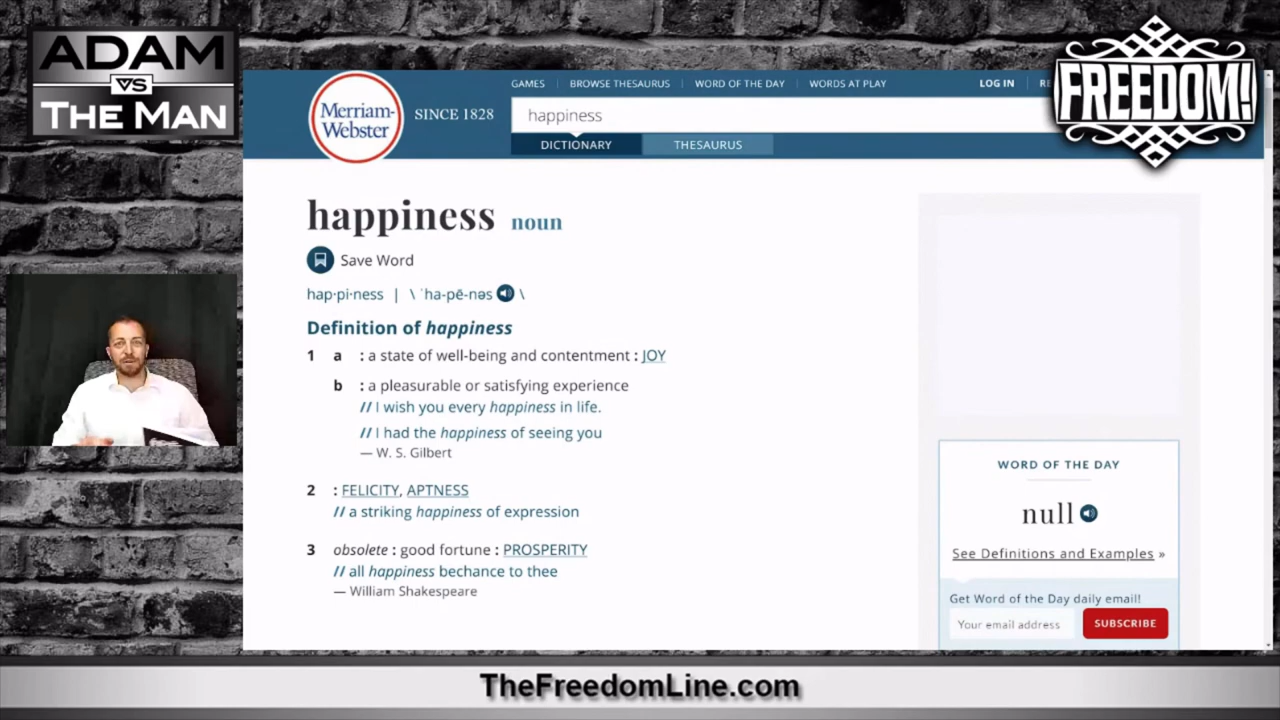 ADAM
VS
THE MAN
FREEDOM!
Merriam-
Webster
SINCE 1828
GAMES
BROWSE THESAURUS
WORD OF THE DAY
WORDS AT PLAY
LOG IN
happiness
DICTIONARY
THESAURUS
happiness noun
Save Word
hap·pi·ness | \ ˈha-pē-nəs \
Definition of happiness
1 a : a state of well-being and contentment : JOY
b : a pleasurable or satisfying experience
// I wish you every happiness in life.
// I had the happiness of seeing you
— W. S. Gilbert
2 : FELICITY, APTNESS
// a striking happiness of expression
3 obsolete : good fortune : PROSPERITY
// all happiness bechance to thee
— William Shakespeare
WORD OF THE DAY
null
See Definitions and Examples »
Get Word of the Day daily email!
Your email address
SUBSCRIBE
TheFreedomLine.com